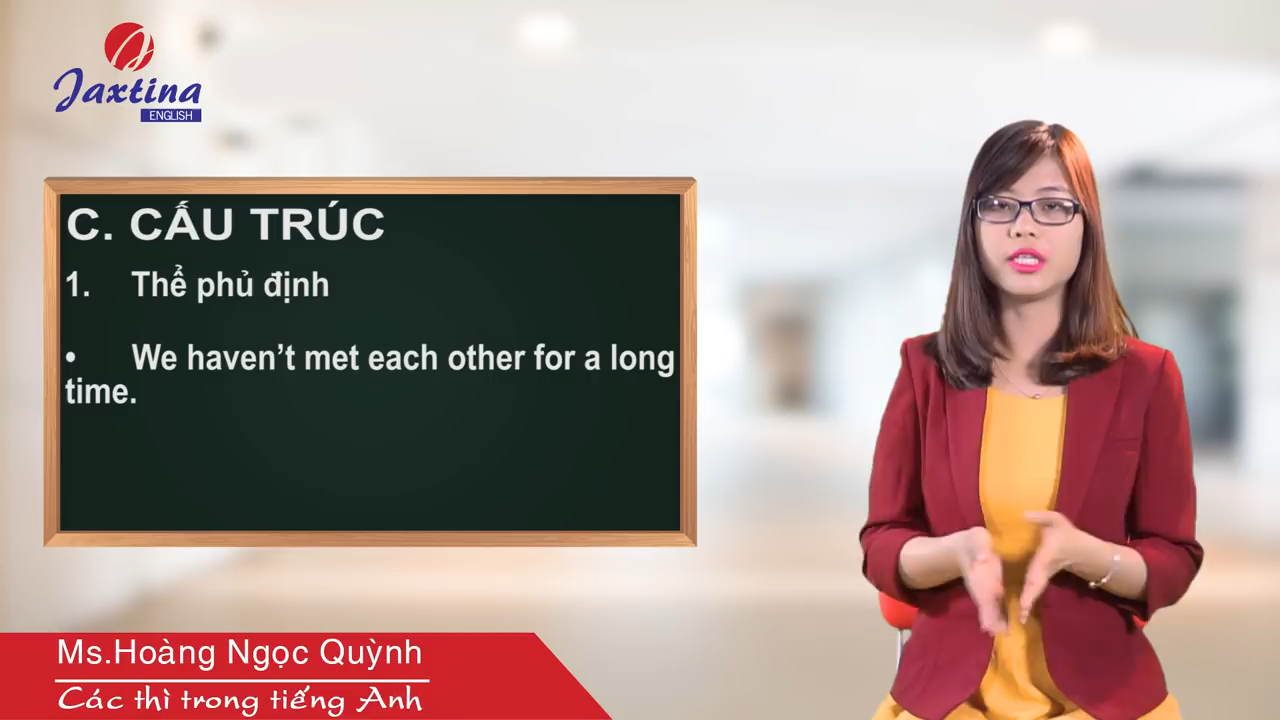 Jaxtina
ENGLISH
C. CẤU TRÚC
1. Thể phủ định
• We haven’t met each other for a long
time.
Ms.Hoàng Ngọc Quỳnh
Các thì trong tiếng Anh